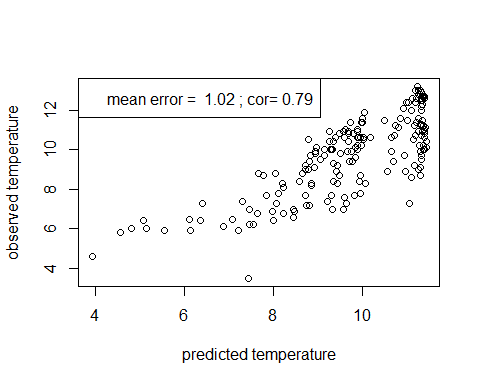 mean error = 1.02 ; cor= 0.79
observed temperature
4 6 8 10 12
4 6 8 10
predicted temperature